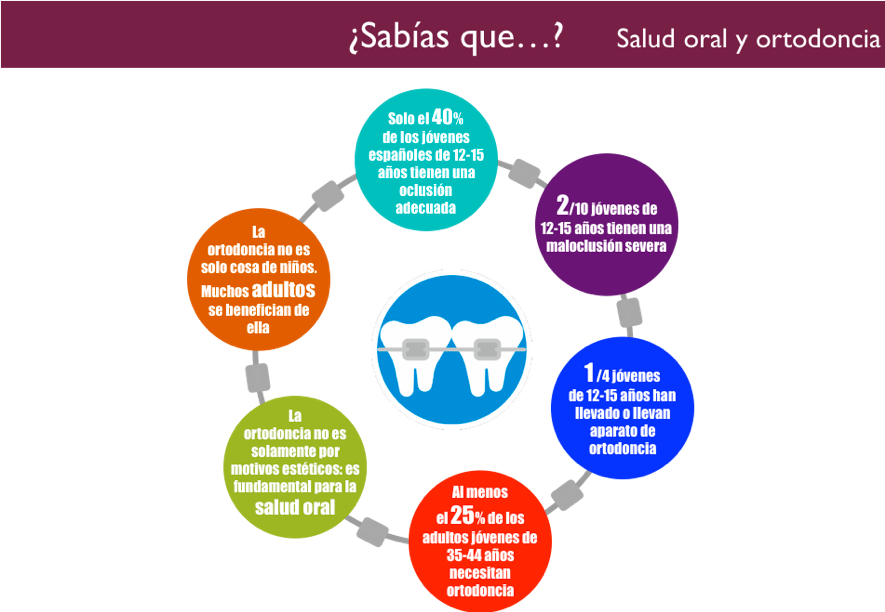 ¿Sabías que…? Salud oral y ortodoncia
Solo el 40%
de los jóvenes
españoles de 12-15
años tienen una
oclusión
adecuada
2/10 jóvenes de
12-15 años tienen una
maloclusión severa
1/4 jóvenes
de 12-15 años han
llevado o llevan
aparato de
ortodoncia
Al menos
el 25% de los
adultos jóvenes de
35-44 años
necesitan
ortodoncia
La
ortodoncia no es
solamente por
motivos estéticos: es
fundamental para la
salud oral
La
ortodoncia no es
solo cosa de niños.
Muchos adultos
se benefician de
ella